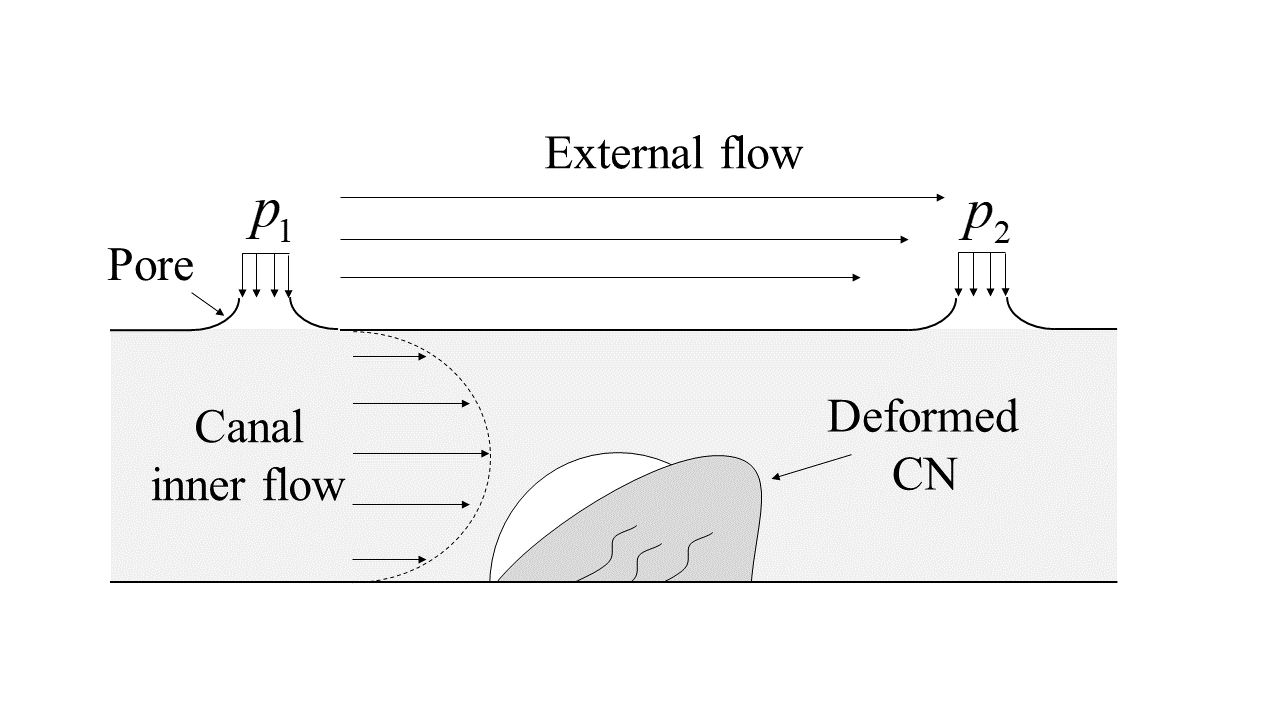 External flow
p1
p2
Pore
Canal
inner flow
Deformed
CN